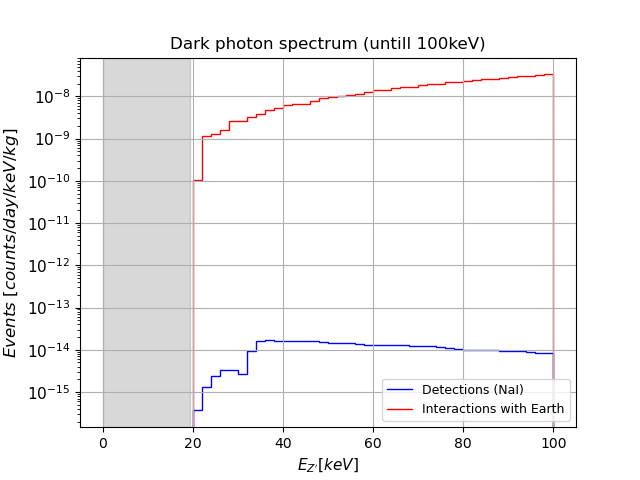 Dark photon spectrum (untill 100keV)
Events [counts/day/keV/kg]
10⁻⁸
10⁻⁹
10⁻¹⁰
10⁻¹¹
10⁻¹²
10⁻¹³
10⁻¹⁴
10⁻¹⁵
Detections (NaI)
Interactions with Earth
0 20 40 60 80 100
E_{Z'}[keV]